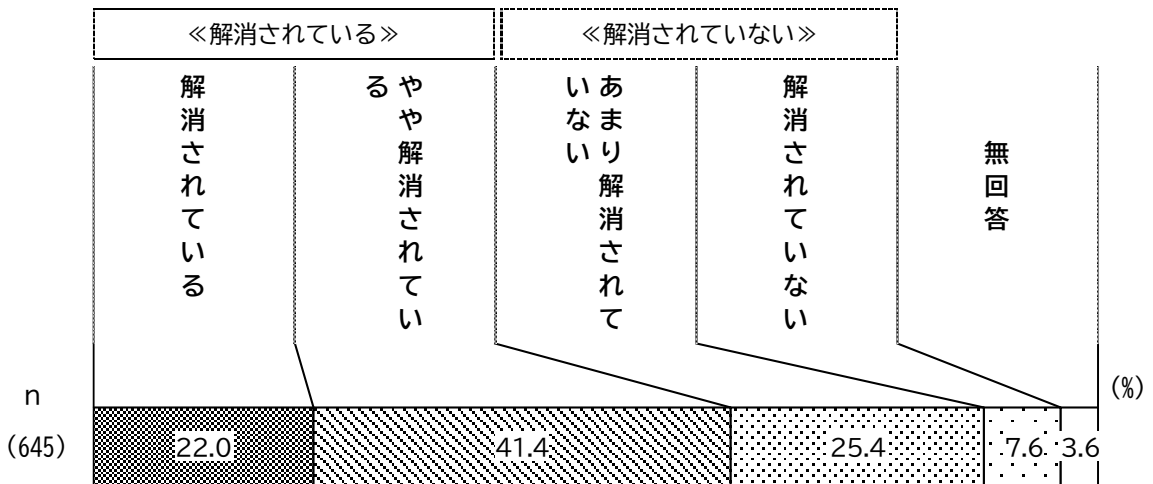 ≪解消されている≫
≪解消されていない≫
解消されている
やや解消されてい
る
あまり解消されて
いない
解消されていない
無回答
(%)
n
(645)
22.0
41.4
25.4
7.6
3.6